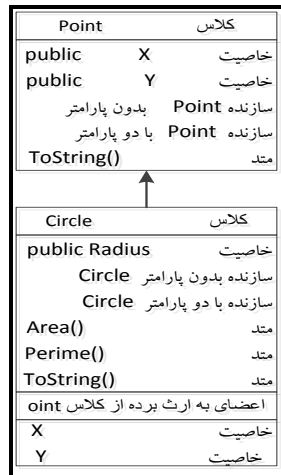 کلاس Point
خاصیت public X
خاصیت public Y
سازنده Point بدون پارامتر
سازنده Point با دو پارامتر
متد ToString()
کلاس Circle
خاصیت public Radius
سازنده بدون پارامتر Circle
سازنده با دو پارامتر Circle
متد Area()
متد Perime()
متد ToString()
اعضای به ارث برده از کلاس oint
خاصیت X
خاصیت Y